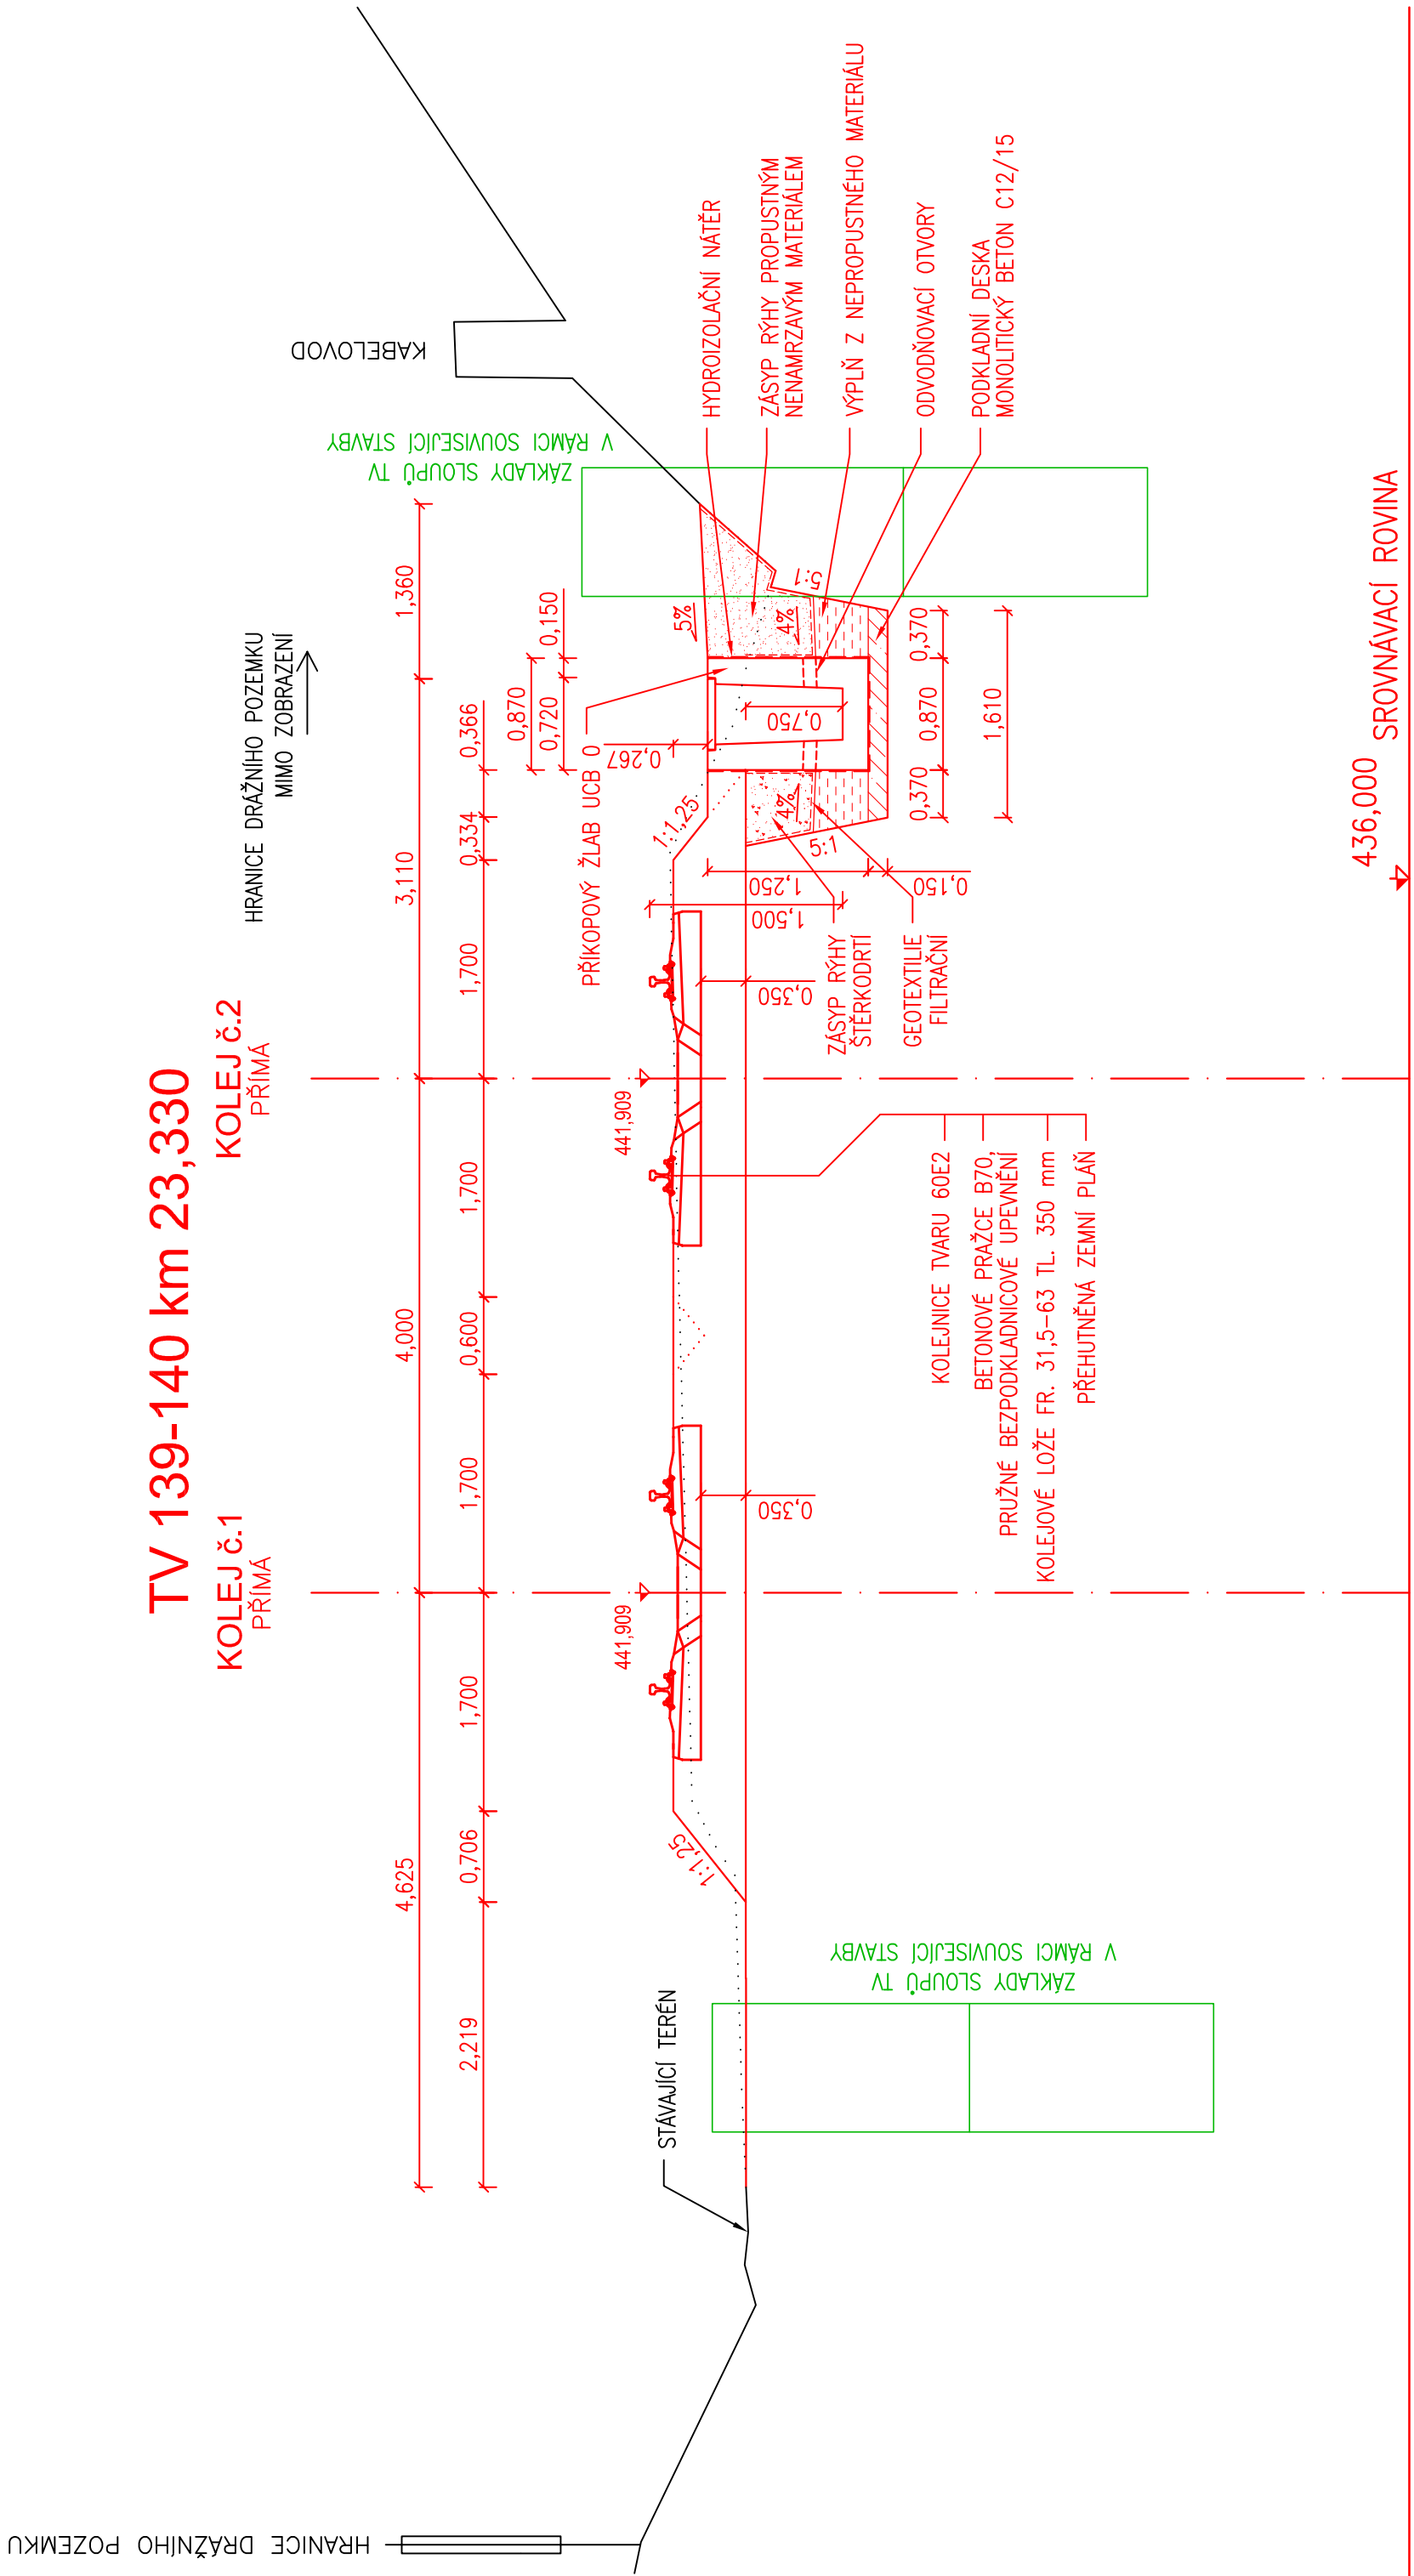 TV 139-140 km 23,330
KOLEJ č.1
PŘÍMÁ
KOLEJ č.2
PŘÍMÁ
HRANICE DRÁŽNÍHO POZEMKU
MIMO ZOBRAZENÍ
HRANICE DRÁŽNÍHO POZEMKU
KABELOVOD
4,625
4,000
3,110
1,360
2,219
0,706
1,700
1,700
0,600
1,700
1,700
0,334
0,366
0,870
0,720
0,150
ZÁKLADY SLOUPŮ TV
V RÁMCI SOUVISEJÍCÍ STAVBY
STÁVAJÍCÍ TERÉN
1:1,25
441,909
441,909
PŘÍKOPOVÝ ŽLAB UCB 0
0,267
1:1,25
5%
HYDROIZOLAČNÍ NÁTĚR
ZÁSYP RÝHY PROPUSTNÝM
NENAMRZAVÝM MATERIÁLEM
VÝPLŇ Z NEPROPUSTNÉHO MATERIÁLU
ODVODŇOVACÍ OTVORY
PODKLADNÍ DESKA
MONOLITICKÝ BETON C12/15
0,750
4%
4%
5:1
5:1
0,350
0,350
1,500
1,250
0,150
0,370
0,870
0,370
1,610
ZÁSYP RÝHY
ŠTĚRKODRTÍ
GEOTEXTILIE
FILTRAČNÍ
ZÁKLADY SLOUPŮ TV
V RÁMCI SOUVISEJÍCÍ STAVBY
KOLEJNICE TVARU 60E2
BETONOVÉ PRAŽCE B70,
PRUŽNÉ BEZPODKLADNICOVÉ UPEVNĚNÍ
KOLEJOVÉ LOŽE FR. 31,5-63 TL. 350 mm
PŘEHUTNĚNÁ ZEMNÍ PLÁŇ
436,000
SROVNÁVACÍ ROVINA